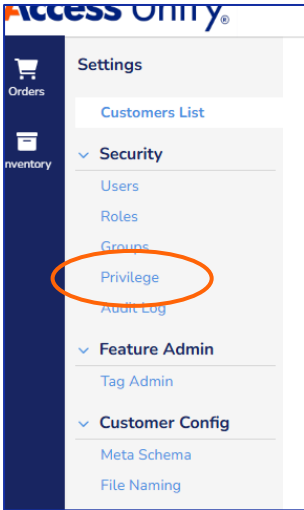 Access Unify®
Settings
Orders
Customers List
Security
nventory
Users
Roles
Groups
Privilege
Audit Log
Feature Admin
Tag Admin
Customer Config
Meta Schema
File Naming